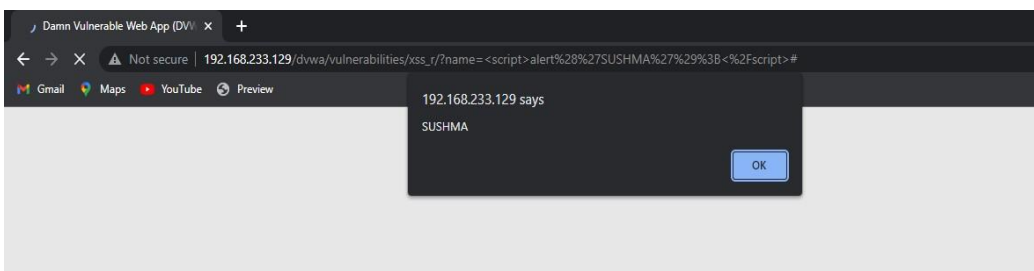 Damn Vulnerable Web App (DVW
Not secure | 192.168.233.129/dvwa/vulnerabilities/xss_r/?name=<script>alert%28%27SUSHMA%27%29%3B<%2Fscript>#
Gmail Maps YouTube Preview
192.168.233.129 says
SUSHMA
OK